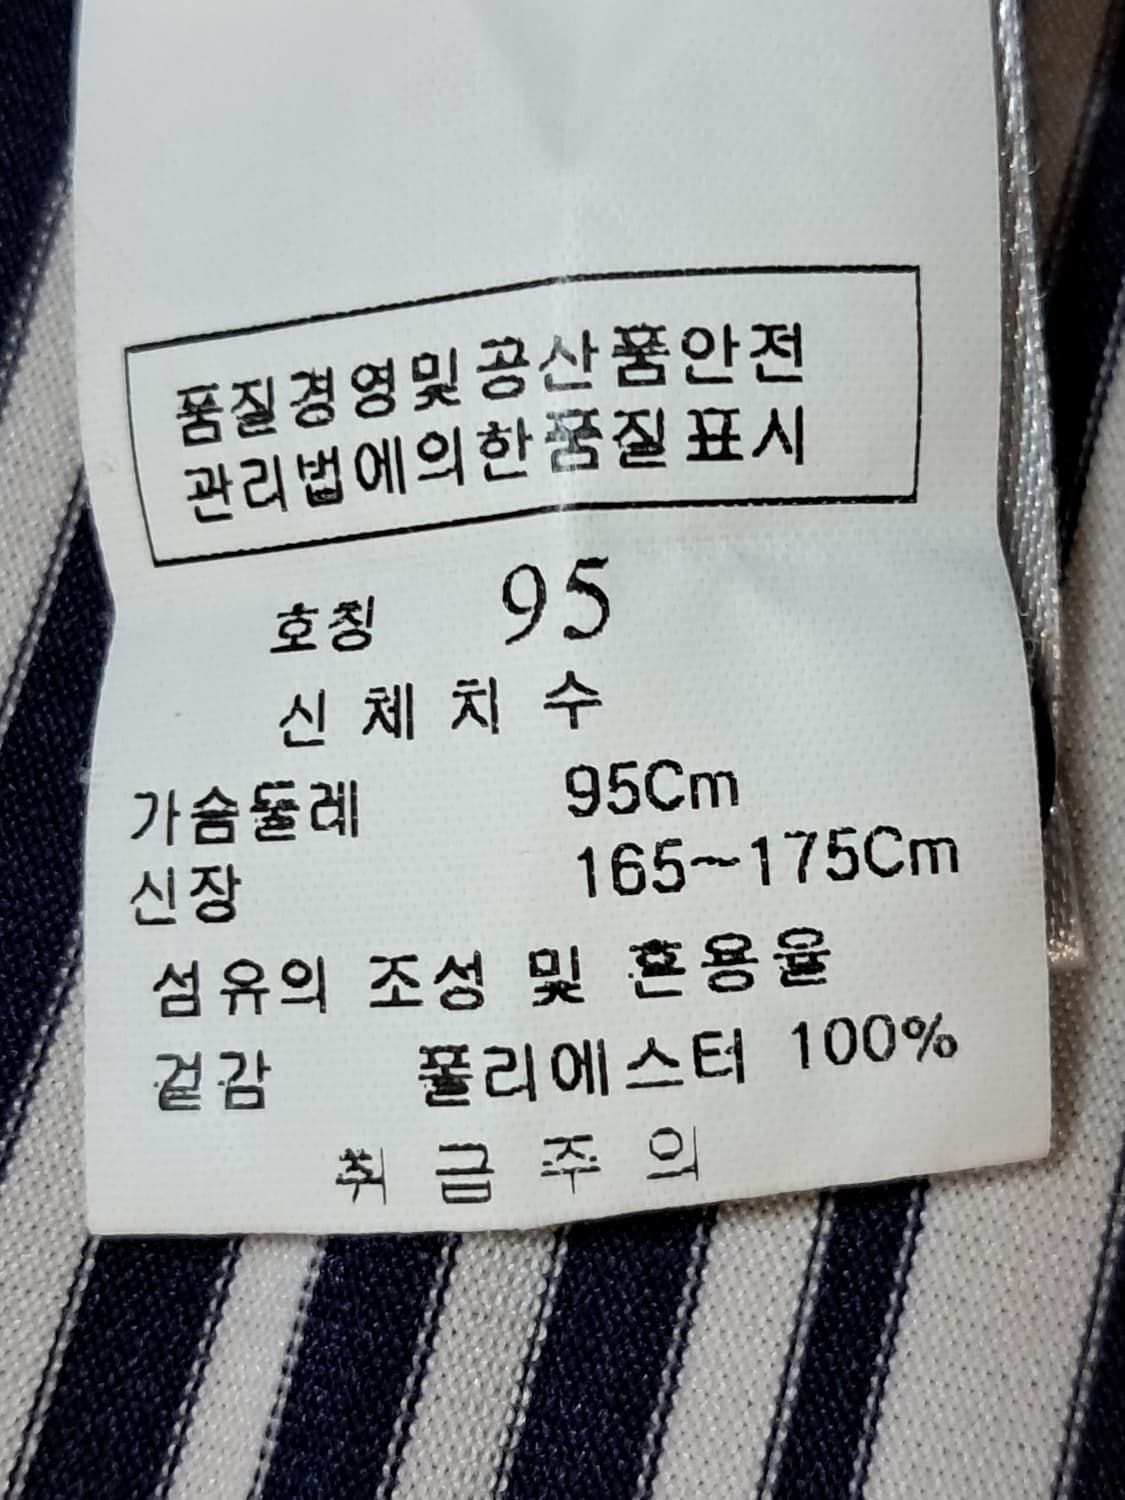 품질경영및공산품안전
관리법에의한품질표시
호칭 95
신체치수
가슴둘레 95Cm
신장 165~175Cm
섬유의 조성 및 혼용율
겉감 폴리에스터 100%
취급주의